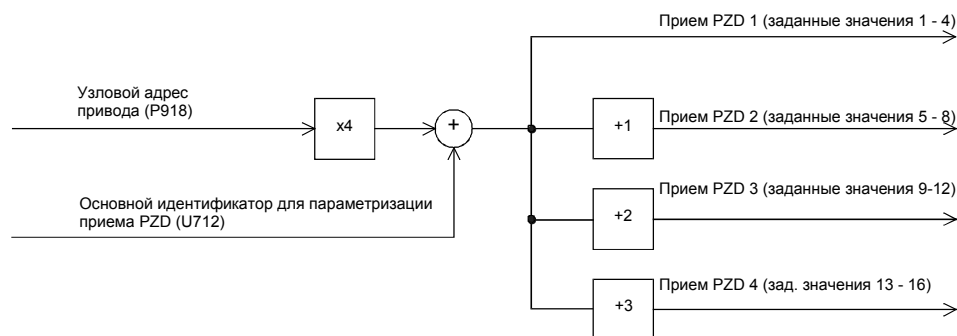 Прием PZD 1 (заданные значения 1 - 4)
Узловой адрес
привода (P918)
x4
+
+1
Прием PZD 2 (заданные значения 5 - 8)
Основной идентификатор для параметризации
приема PZD (U712)
+2
Прием PZD 3 (заданные значения 9-12)
+3
Прием PZD 4 (зад. значения 13 - 16)